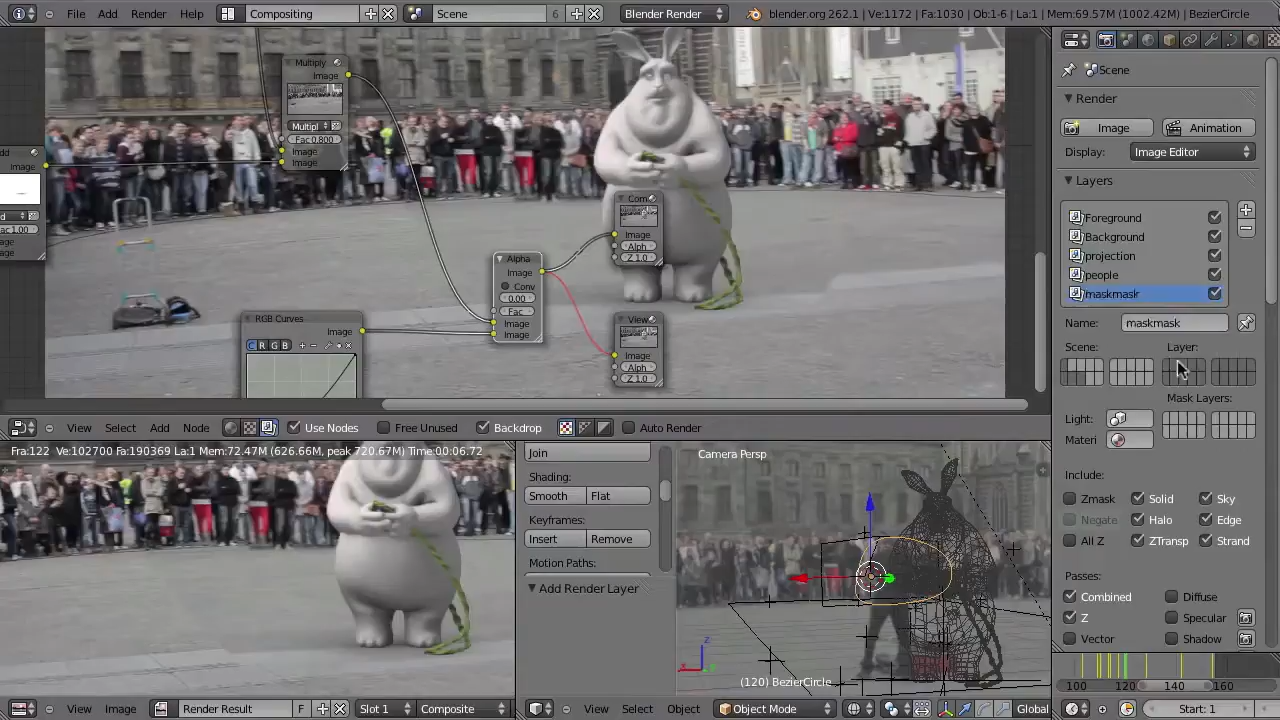 File Add Render Help Compositing Scene 6 Blender Render blender.org 262.1 | Ve:1172 | Fa:1030 | Ob:1-6 | La:1 | Mem:69.57M (1002.42M) | BezierCircle
Multiply
Image
Multipl
Fac 0.800
Image
Image
Image
Fac 1.00
Com
Image
Alph
Z 1.0
Alpha
Image
Conv
0.00
Fac
Image
Image
View
Image
Alph
Z 1.0
RGB Curves
Image
C R G B
View Select Add Node Use Nodes Free Unused Backdrop Auto Render
Fra:122 Ve:102700 Fa:190369 La:1 Mem:72.47M (626.66M, peak 720.67M) Time:00:06.72
View Image Render Result F Slot 1 Composite
Join
Shading:
Smooth Flat
Keyframes:
Insert Remove
Motion Paths:
Add Render Layer
Camera Persp
z
x
(120) BezierCircle
View Select Object Object Mode Global
Scene
Render
Image Animation
Display: Image Editor
Layers
Foreground
Background
projection
people
maskmask
Name: maskmask
Scene: Layer:
Mask Layers:
Light:
Materi
Include:
Zmask Solid Sky
Negate Halo Edge
All Z ZTransp Strand
Passes:
Combined Diffuse
Z Specular
Vector Shadow
100 120 140 160
Start: 1